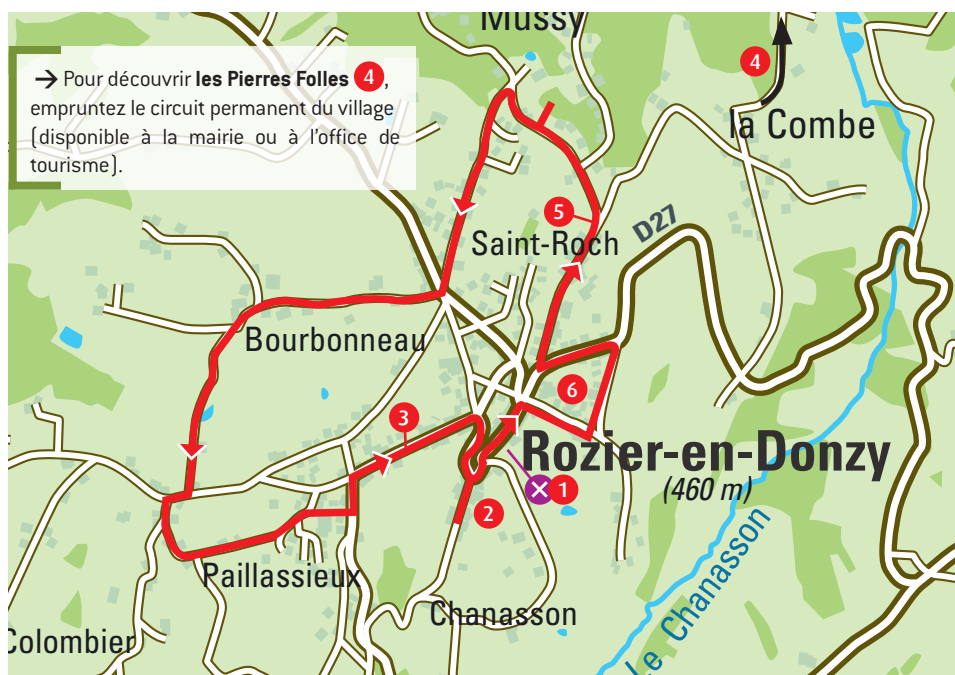 Mussy
→ Pour découvrir les Pierres Folles 4,
empruntez le circuit permanent du village
(disponible à la mairie ou à l'office de
tourisme).
4
la Combe
5
D27
Saint-Roch
Bourbonneau
6
3
Rozier-en-Donzy
(460 m)
1
2
Paillassieux
Chanasson
Le Chanasson
Colombier